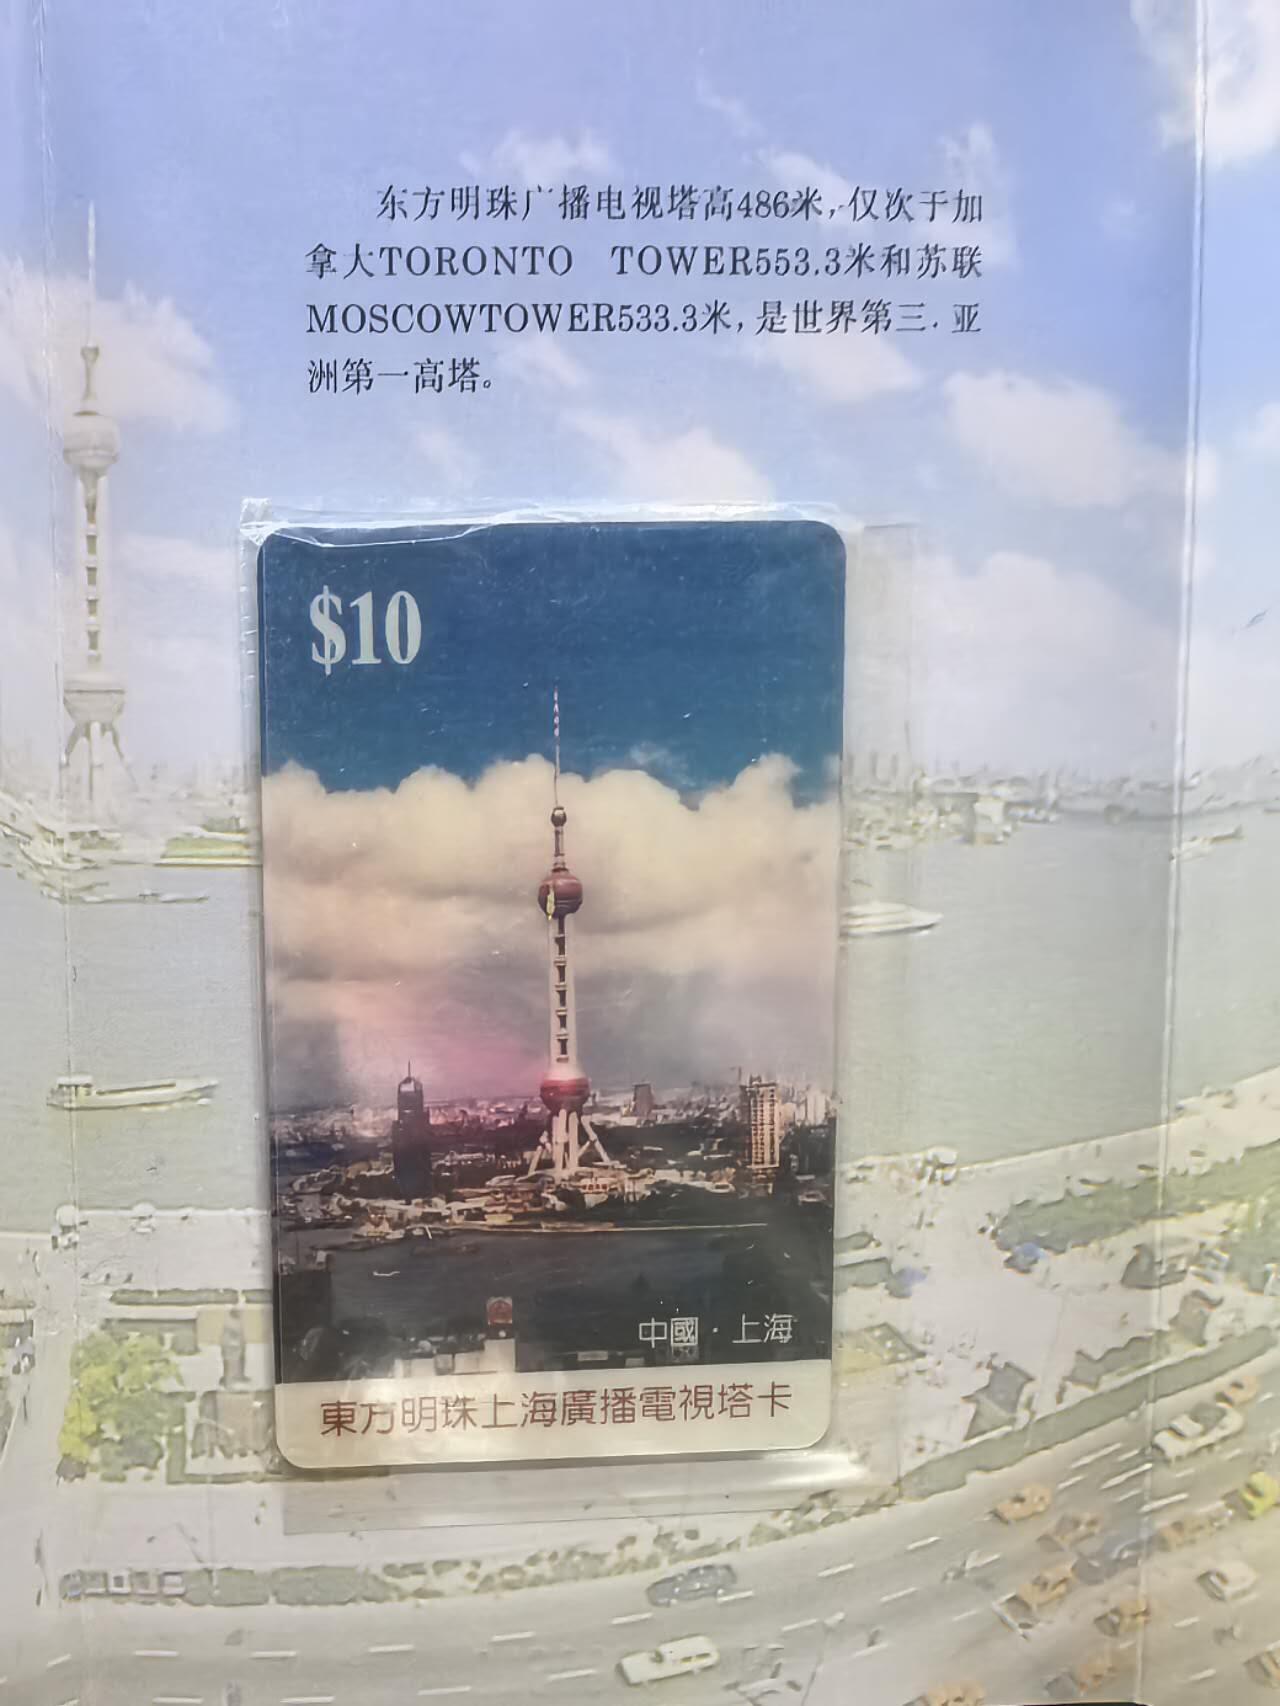 东方明珠广播电视塔高486米，仅次于加
拿大TORONTO TOWER553.3米和苏联
MOSCOWTOWER533.3米，是世界第三．亚
洲第一高塔。
$10
中國·上海
東方明珠上海廣播電視塔卡